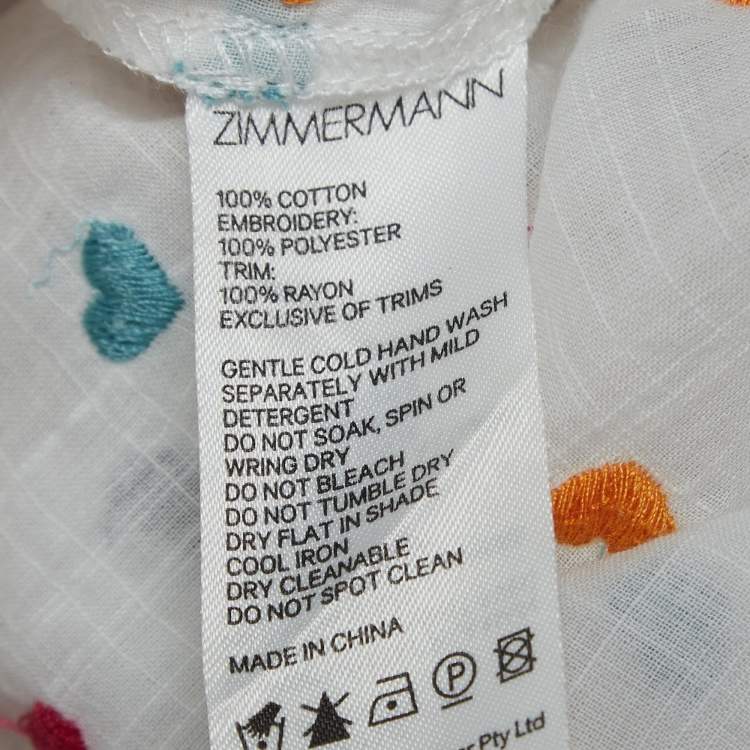 ZIMMERMANN
100% COTTON
EMBROIDERY:
100% POLYESTER
TRIM:
100% RAYON
EXCLUSIVE OF TRIMS
GENTLE COLD HAND WASH
SEPARATELY WITH MILD
DETERGENT
DO NOT SOAK, SPIN OR
WRING DRY
DO NOT BLEACH
DO NOT TUMBLE DRY
DRY FLAT IN SHADE
COOL IRON
DRY CLEANABLE
DO NOT SPOT CLEAN
MADE IN CHINA
P
Pty Ltd